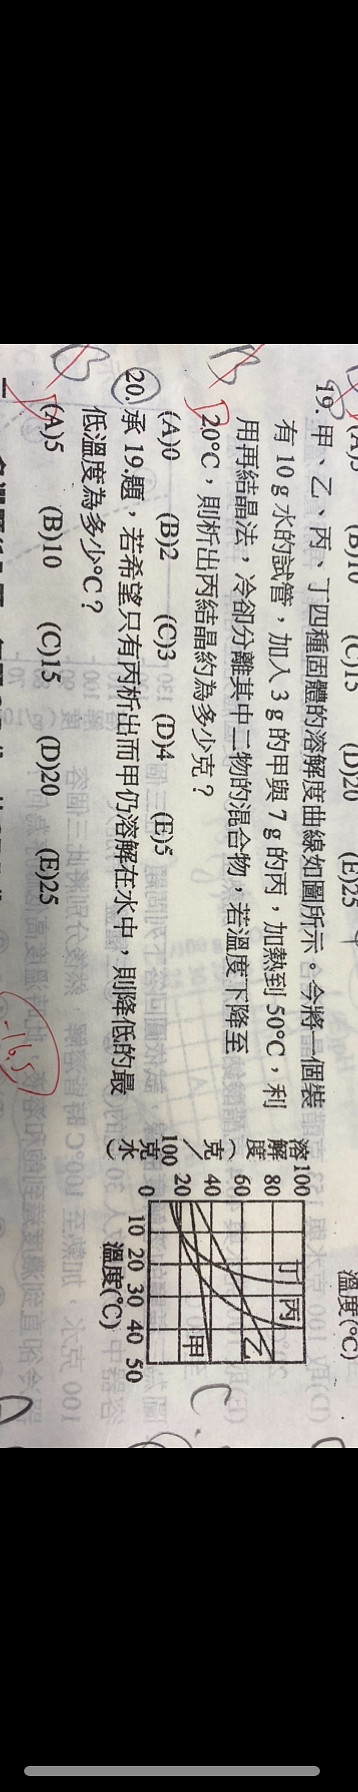 (A)5 (B)10 (C)15 (D)20 (E)25
溫度(°C)
19. 甲、乙、丙、丁四種固體的溶解度曲線如圖所示。今將一個裝
有 10 g 水的試管，加入 3 g 的甲與 7 g 的丙，加熱到 50°C，利
用再結晶法，冷卻分離其中二物的混合物，若溫度下降至
20°C，則析出丙結晶約為多少克？
(A)0 (B)2 (C)3 (D)4 (E)5
B
20. 承 19.題，若希望只有丙析出而甲仍溶解在水中，則降低的最
低溫度為多少°C？
(A)5 (B)10 (C)15 (D)20 (E)25
B
溶解度(克/100克水)
100
80
60
40
20
0
丁 丙
乙
甲
10 20 30 40 50
溫度(°C)
C
-16.5